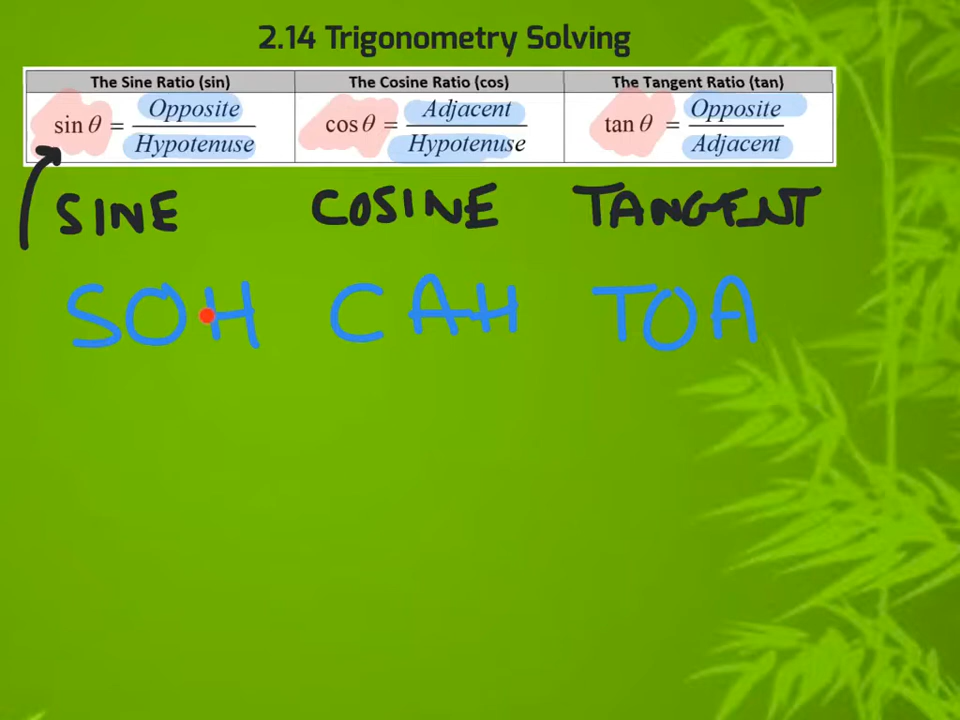 2.14 Trigonometry Solving
The Sine Ratio (sin) The Cosine Ratio (cos) The Tangent Ratio (tan)
sin θ = Opposite / Hypotenuse cos θ = Adjacent / Hypotenuse tan θ = Opposite / Adjacent
SINE COSINE TANGENT
SOH CAH TOA